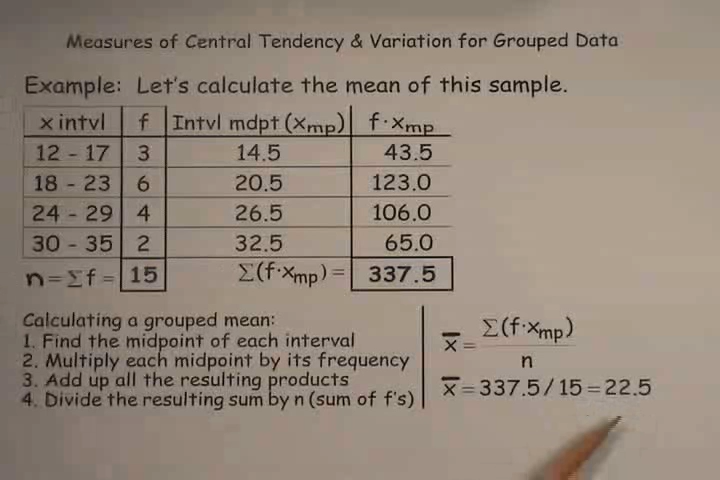 Measures of Central Tendency & Variation for Grouped Data
Example: Let's calculate the mean of this sample.
x intvl f Intvl mdpt (xmp) f·xmp
12 - 17 3 14.5 43.5
18 - 23 6 20.5 123.0
24 - 29 4 26.5 106.0
30 - 35 2 32.5 65.0
n = Σf = 15 Σ(f·xmp) = 337.5
Calculating a grouped mean:
1. Find the midpoint of each interval
2. Multiply each midpoint by its frequency
3. Add up all the resulting products
4. Divide the resulting sum by n (sum of f's)
x̄ = Σ(f·xmp)
n
x̄ = 337.5 / 15 = 22.5